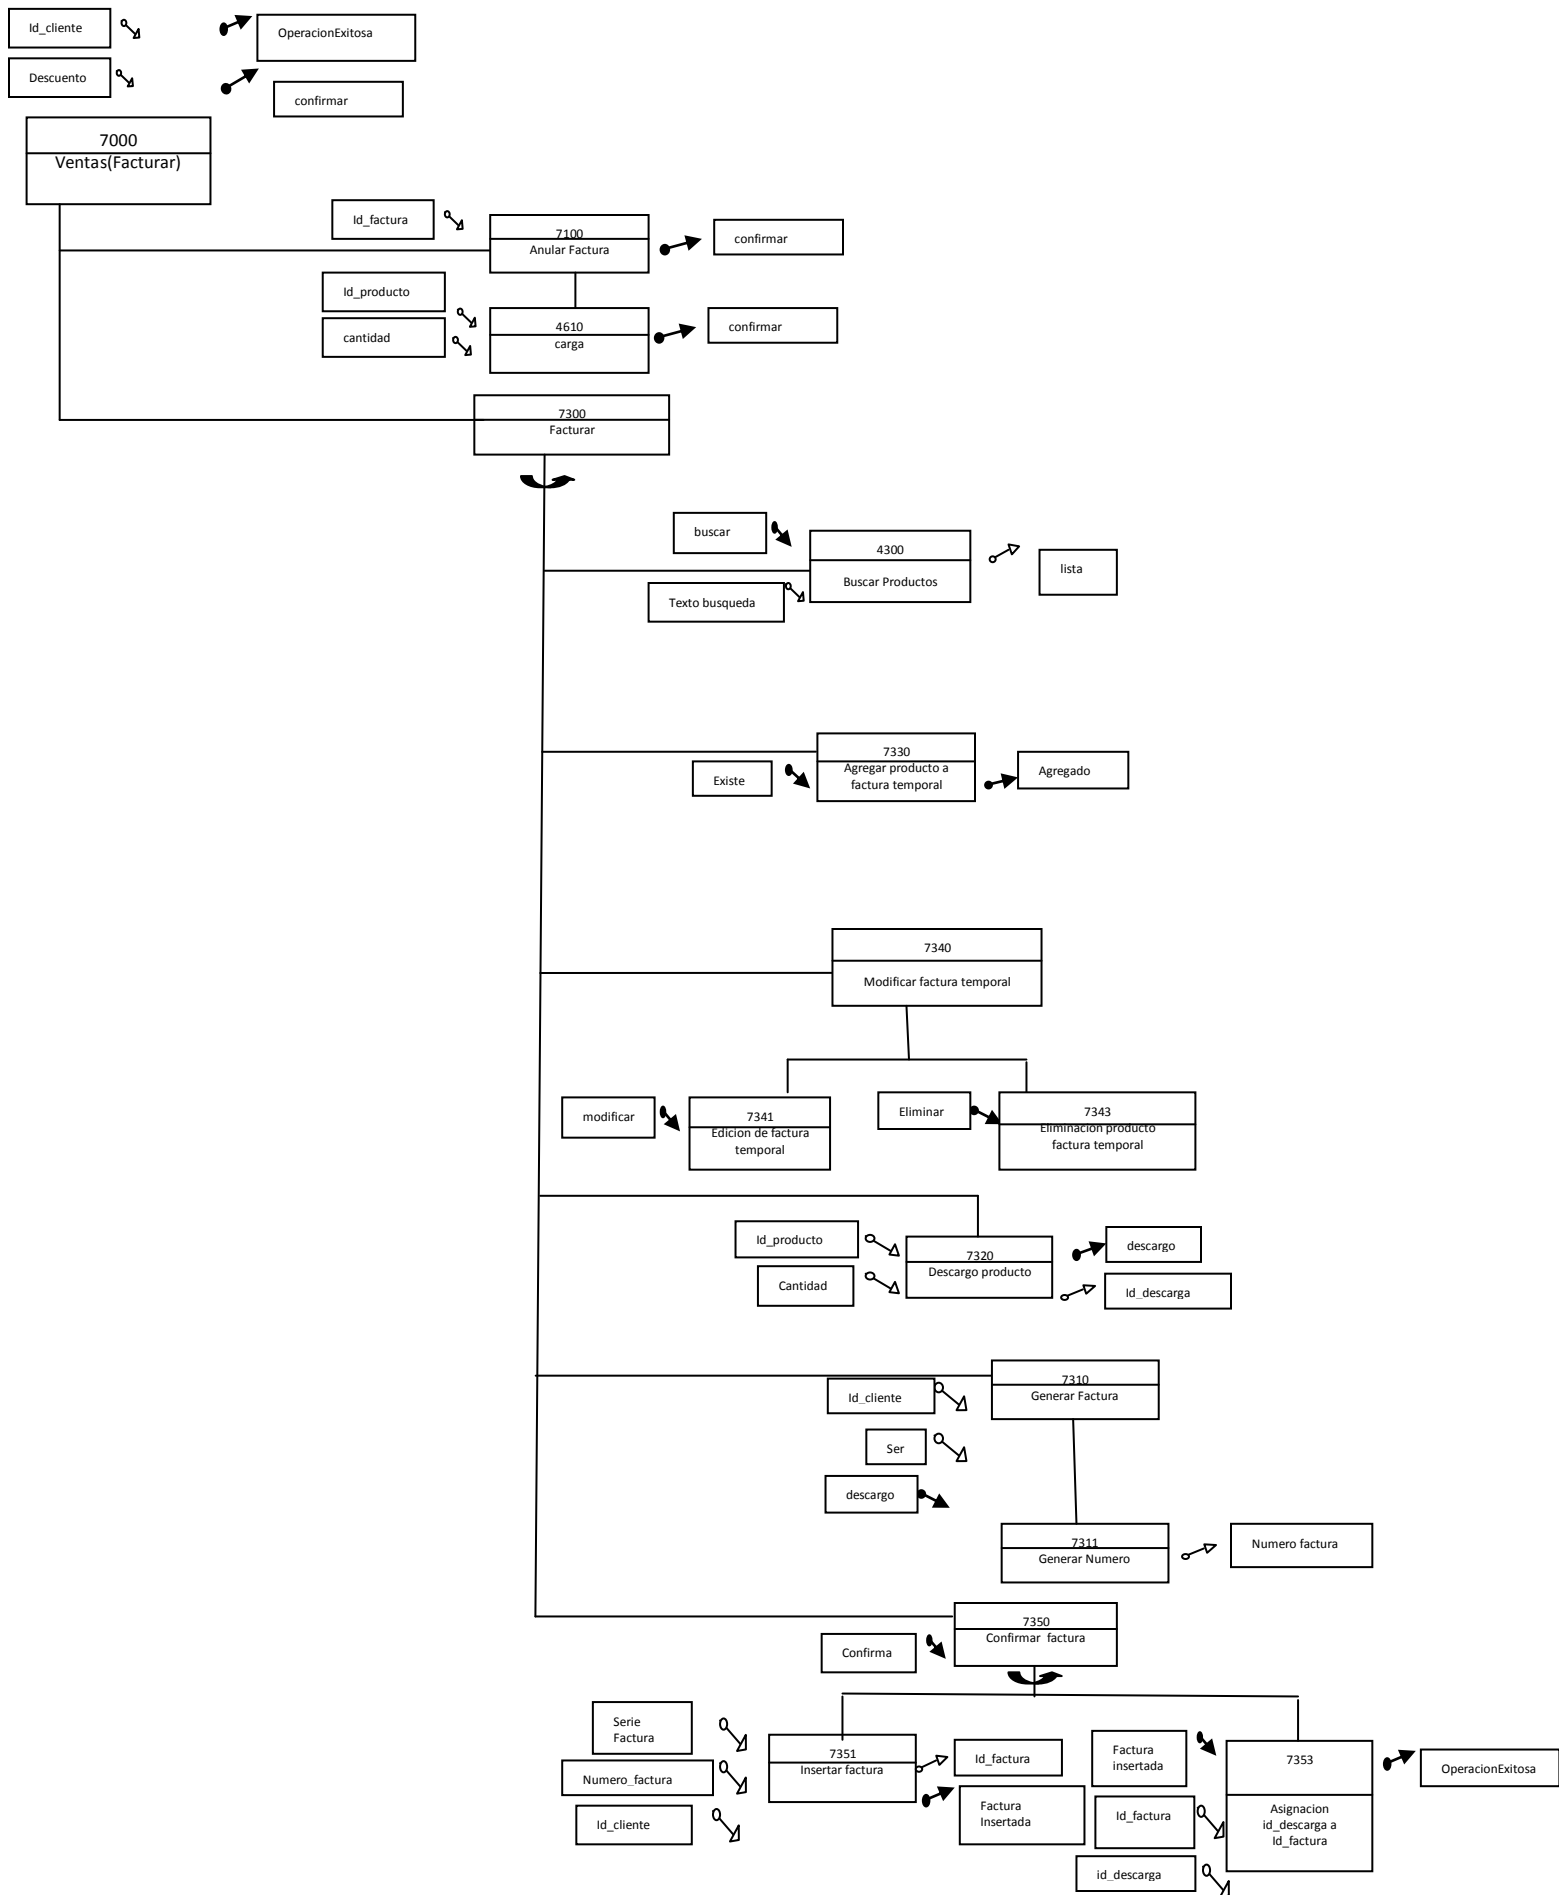 Id_cliente
OperacionExitosa
Descuento
confirmar
7000
Ventas(Facturar)
Id_factura
7100
Anular Factura
confirmar
Id_producto
cantidad
4610
carga
confirmar
7300
Facturar
buscar
4300
Buscar Productos
lista
Texto busqueda
7330
Agregar producto a
factura temporal
Existe
Agregado
7340
Modificar factura temporal
modificar
7341
Edicion de factura
temporal
Eliminar
7343
Eliminacion producto
factura temporal
Id_producto
Cantidad
7320
Descargo producto
descargo
Id_descarga
7310
Generar Factura
Id_cliente
Ser
descargo
7311
Generar Numero
Numero factura
7350
Confirmar factura
Confirma
Serie
Factura
Numero_factura
Id_cliente
7351
Insertar factura
Id_factura
Factura
Insertada
Factura
insertada
Id_factura
id_descarga
7353
Asignacion
id_descarga a
Id_factura
OperacionExitosa